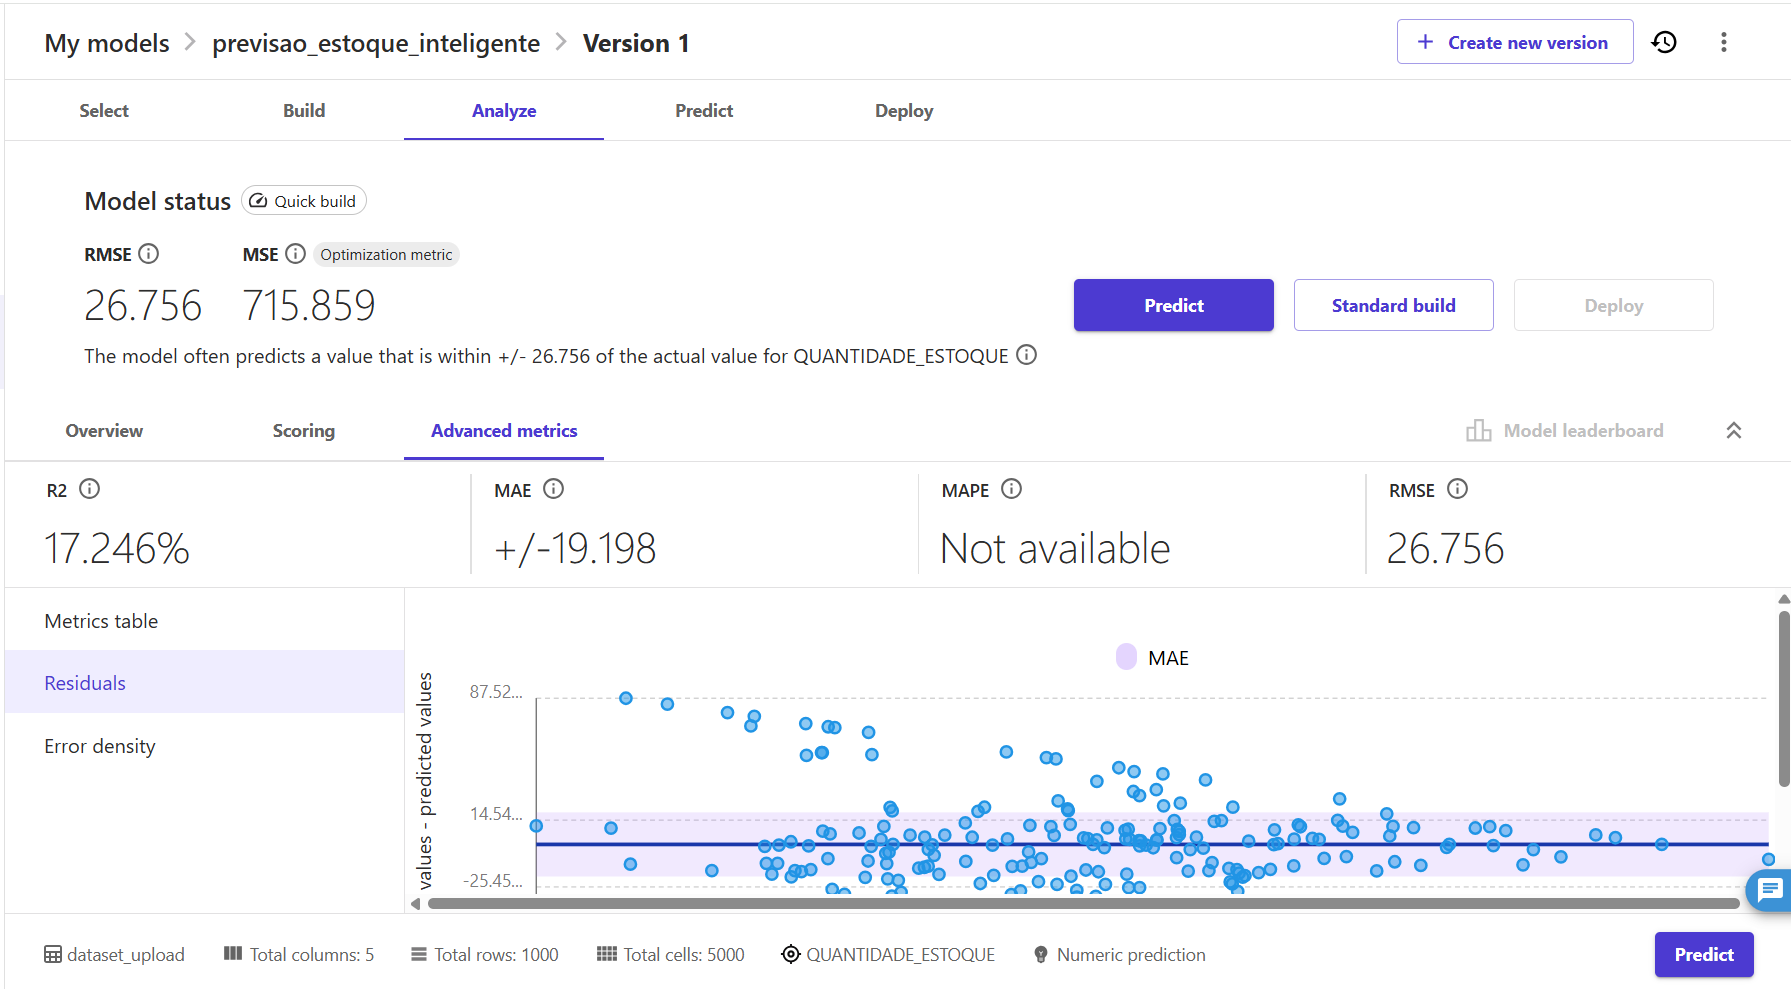 My models > previsao_estoque_inteligente > Version 1
+ Create new version
Select
Build
Analyze
Predict
Deploy
Model status
Quick build
RMSE
MSE
Optimization metric
26.756
715.859
The model often predicts a value that is within +/- 26.756 of the actual value for QUANTIDADE_ESTOQUE
Predict
Standard build
Deploy
Overview
Scoring
Advanced metrics
Model leaderboard
R2
17.246%
MAE
+/-19.198
MAPE
Not available
RMSE
26.756
Metrics table
Residuals
Error density
MAE
values - predicted values
87.52...
14.54...
-25.45...
dataset_upload
Total columns: 5
Total rows: 1000
Total cells: 5000
QUANTIDADE_ESTOQUE
Numeric prediction
Predict